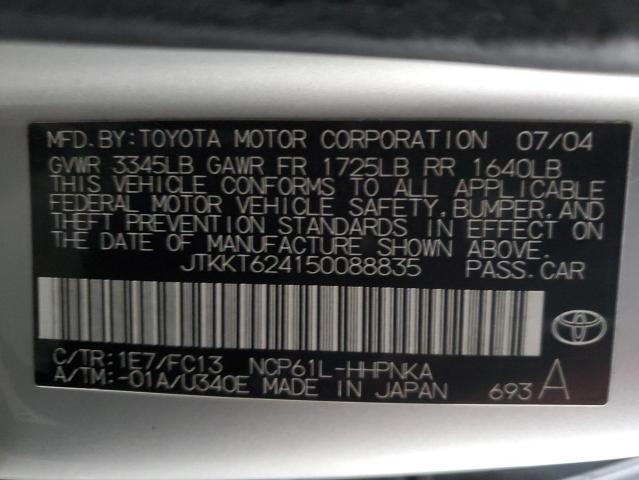 MFD.BY:TOYOTA MOTOR CORPORATION 07/04
GVWR 3345LB GAWR FR 1725LB RR 1640LB
THIS VEHICLE CONFORMS TO ALL APPLICABLE
FEDERAL MOTOR VEHICLE SAFETY,BUMPER,AND
THEFT PREVENTION STANDARDS IN EFFECT ON
THE DATE OF MANUFACTURE SHOWN ABOVE.
JTKKT624150088835 PASS.CAR
C/TR:1E7/FC13 NCP61L-HHPNKA
A/TM:-01A/U340E MADE IN JAPAN 693 A